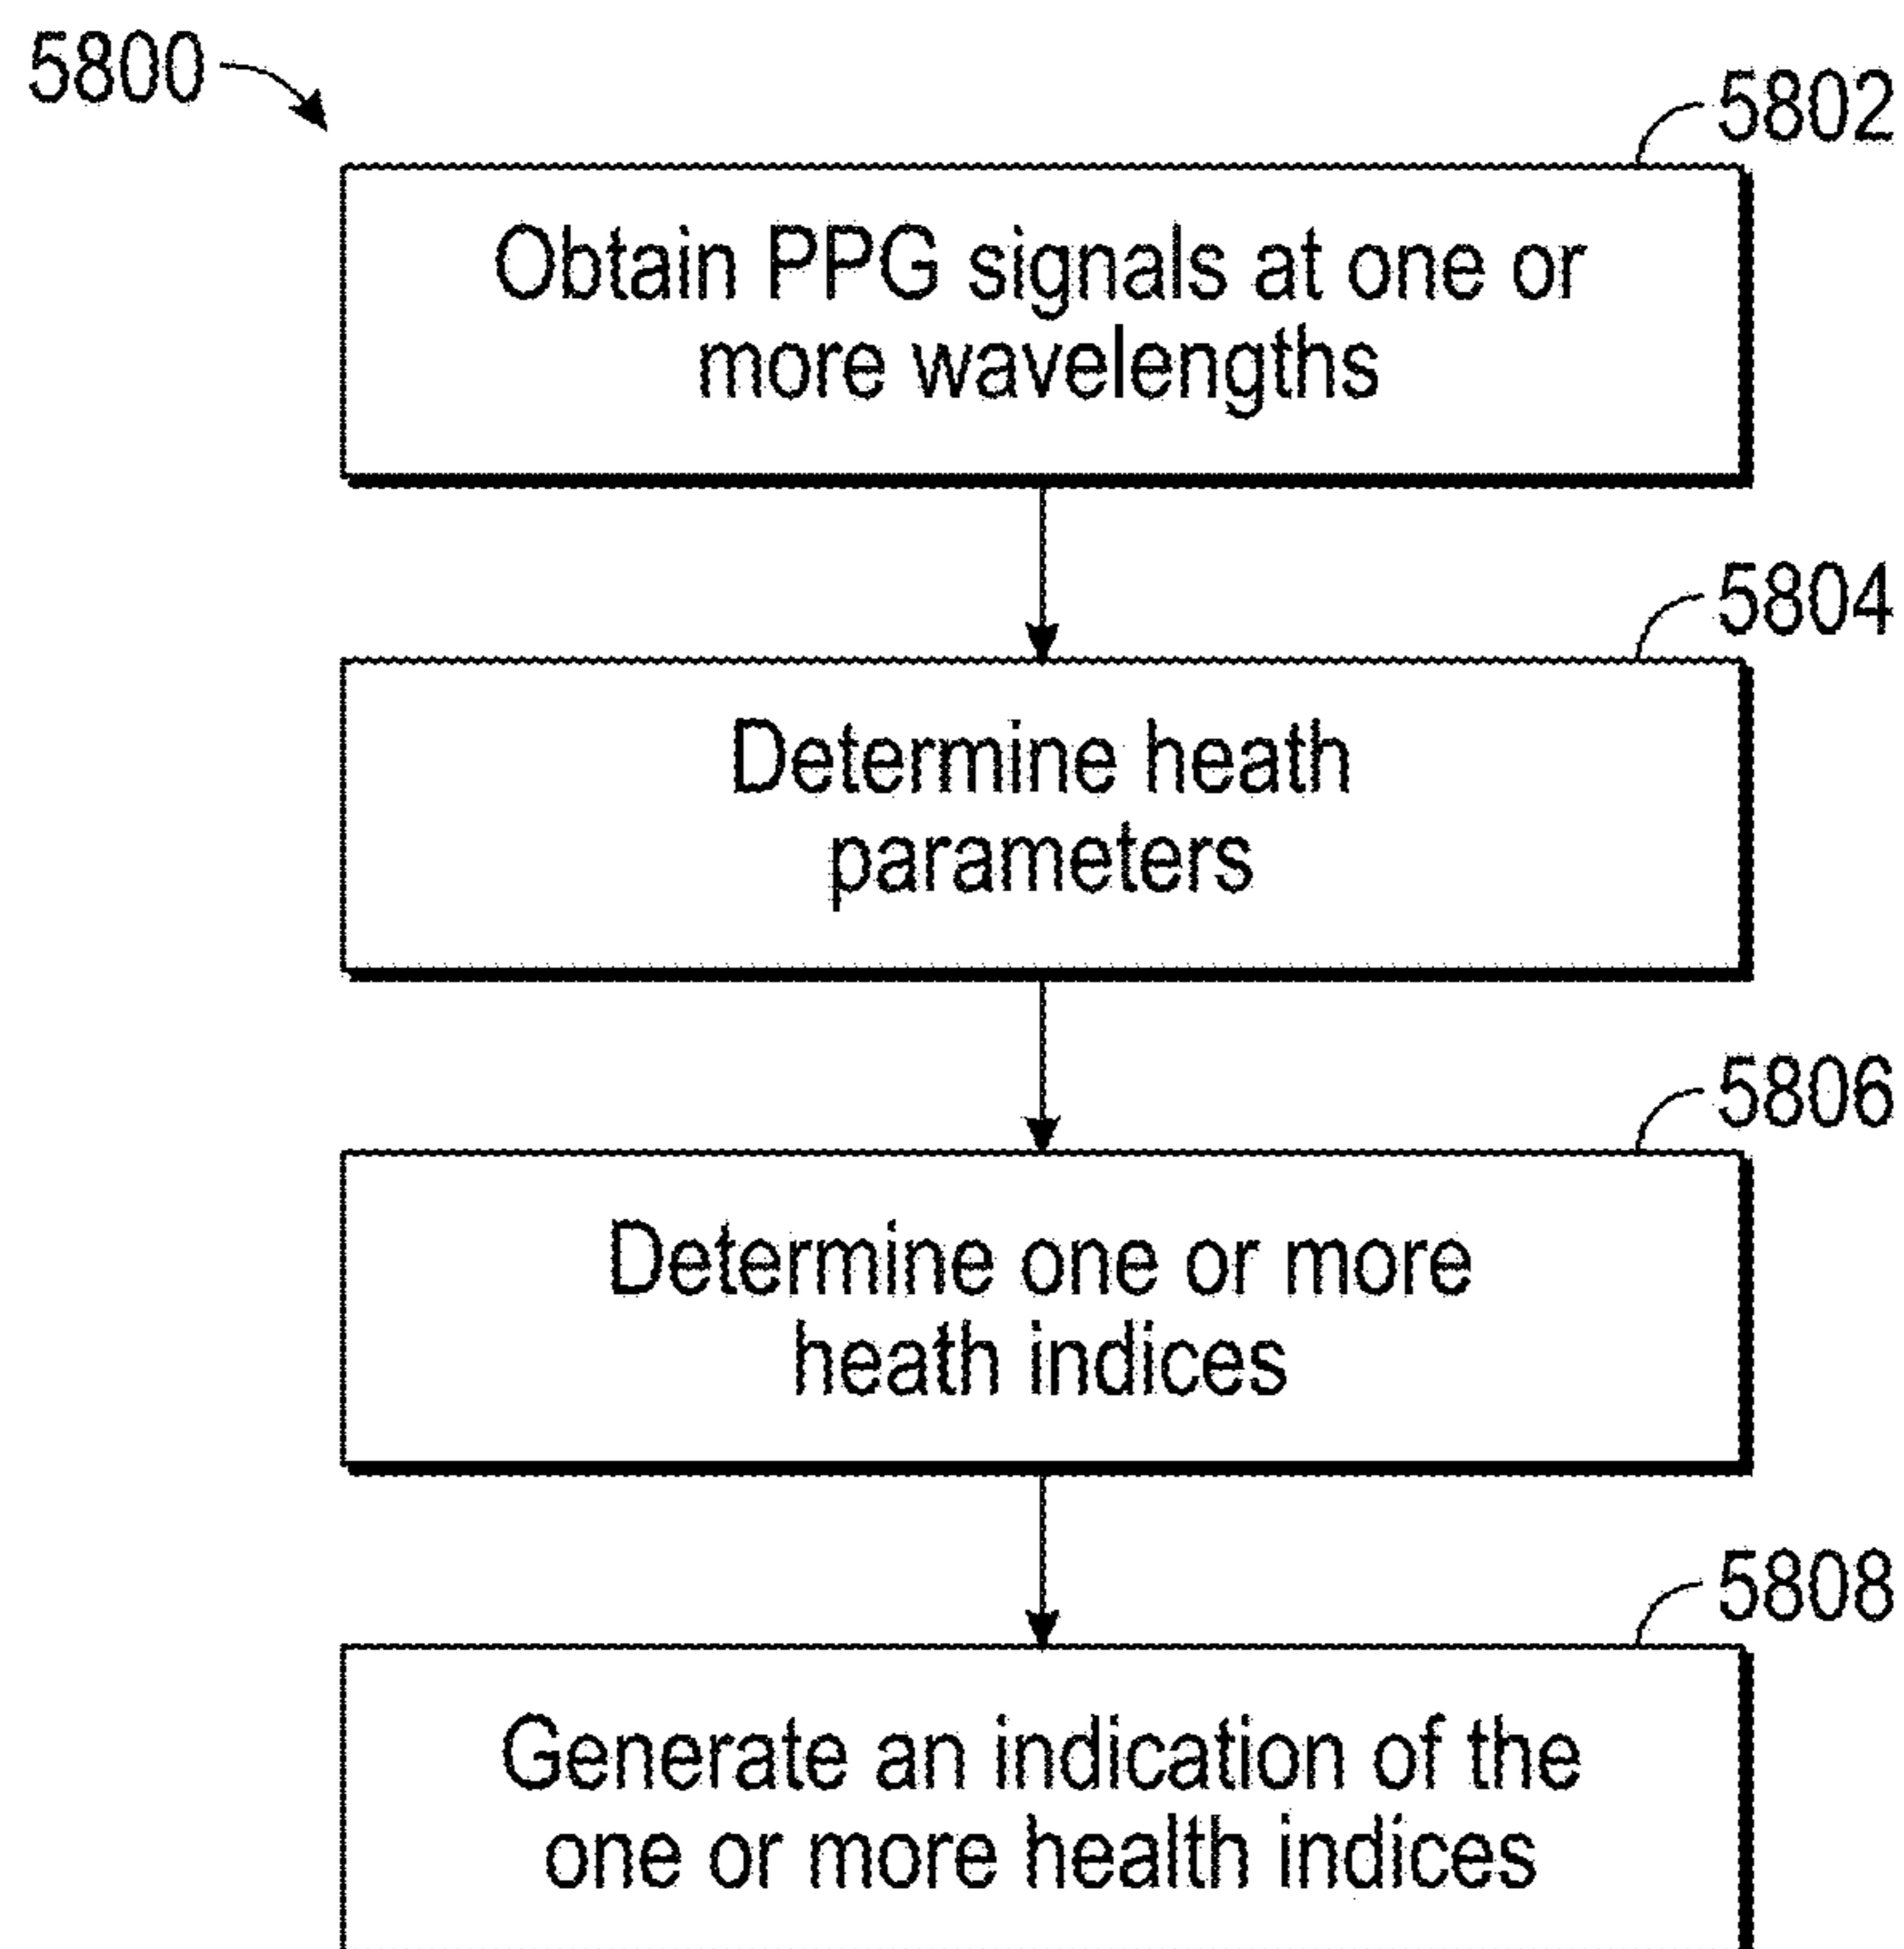 5800
5802
Obtain PPG signals at one or
more wavelengths
5804
Determine heath
parameters
5806
Determine one or more
heath indices
5808
Generate an indication of the
one or more health indices